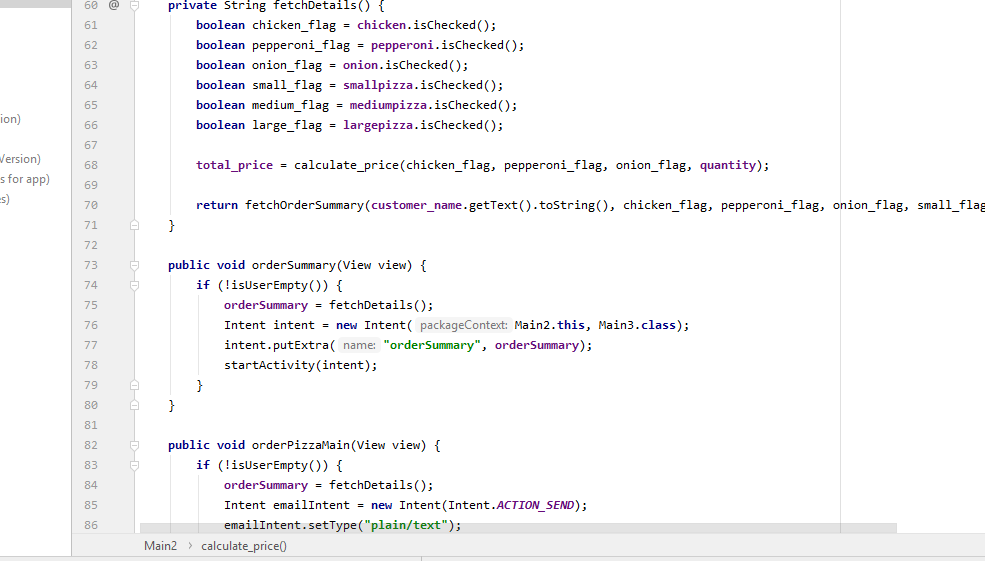 60 @ private String fetchDetails() {
61 boolean chicken_flag = chicken.isChecked();
62 boolean pepperoni_flag = pepperoni.isChecked();
63 boolean onion_flag = onion.isChecked();
ion)
64 boolean small_flag = smallpizza.isChecked();
65 boolean medium_flag = mediumpizza.isChecked();
66 boolean large_flag = largepizza.isChecked();
67
Version)
68 total_price = calculate_price(chicken_flag, pepperoni_flag, onion_flag, quantity);
s for app)
69
s)
70 return fetchOrderSummary(customer_name.getText().toString(), chicken_flag, pepperoni_flag, onion_flag, small_flag
71 }
72
73 public void orderSummary(View view) {
74 if (!isUserEmpty()) {
75 orderSummary = fetchDetails();
76 Intent intent = new Intent( packageContext: Main2.this, Main3.class);
77 intent.putExtra( name: "orderSummary", orderSummary);
78 startActivity(intent);
79 }
80 }
81
82 public void orderPizzaMain(View view) {
83 if (!isUserEmpty()) {
84 orderSummary = fetchDetails();
85 Intent emailIntent = new Intent(Intent.ACTION_SEND);
86 emailIntent.setType("plain/text");
Main2 › calculate_price()